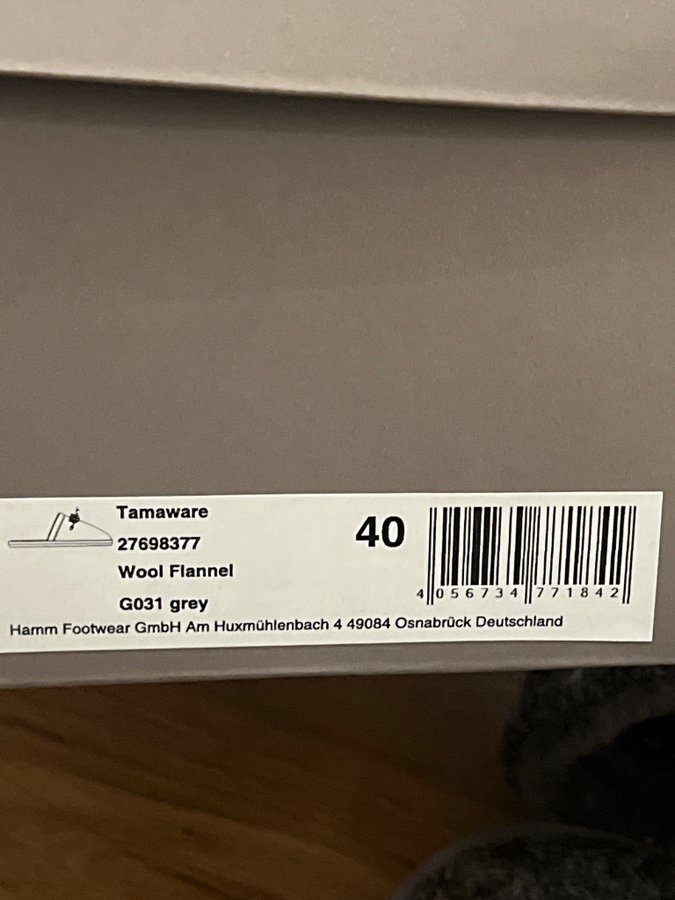 Tamaware
27698377
Wool Flannel
G031 grey
40
4 056734 771842
Hamm Footwear GmbH Am Huxmühlenbach 4 49084 Osnabrück Deutschland